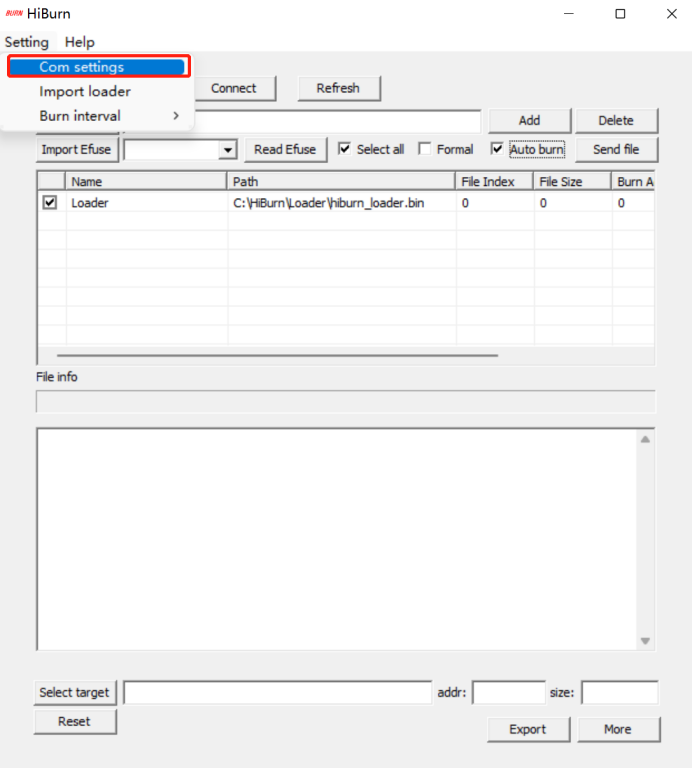 BURN HiBurn
Setting Help
Com settings
Import loader
Burn interval
Connect Refresh
Add Delete
Import Efuse Read Efuse Select all Formal Auto burn Send file
Name Path File Index File Size Burn A
Loader C:\HiBurn\Loader\hiburn_loader.bin 0 0 0
File info
Select target addr: size:
Reset
Export More